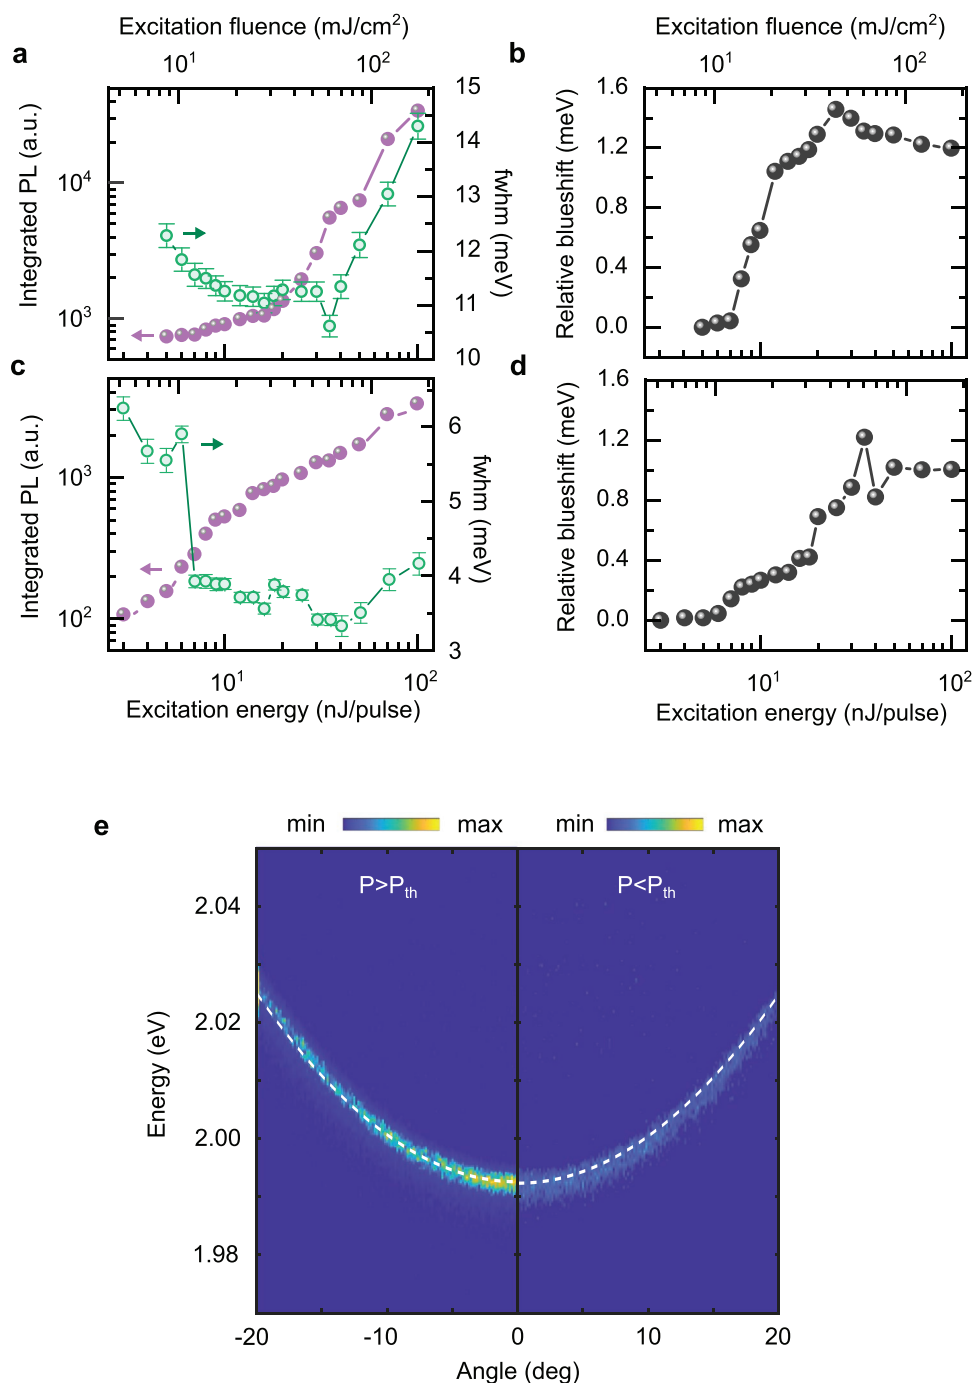 Excitation fluence (mJ/cm²)
a
10¹ 10²
Integrated PL (a.u.)
10⁴
10³
15
14
13
12
11
10
fwhm (meV)
Excitation fluence (mJ/cm²)
b
10¹ 10²
Relative blueshift (meV)
1.6
1.2
0.8
0.4
0.0
c
Integrated PL (a.u.)
10³
10²
6
5
4
3
fwhm (meV)
10¹ 10²
Excitation energy (nJ/pulse)
d
Relative blueshift (meV)
1.6
1.2
0.8
0.4
0.0
10¹ 10²
Excitation energy (nJ/pulse)
e
min max min max
P>Pth P<Pth
Energy (eV)
2.04
2.02
2.00
1.98
-20 -10 0 10 20
Angle (deg)